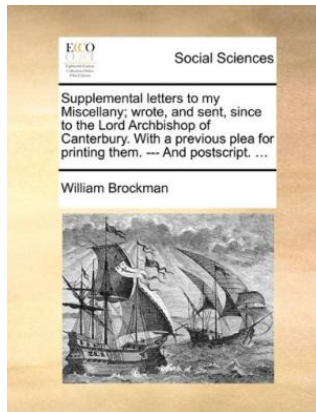 ECCO
Social Sciences
Supplemental letters to my
Miscellany; wrote, and sent, since
to the Lord Archbishop of
Canterbury. With a previous plea for
printing them. --- And postscript. ...
William Brockman